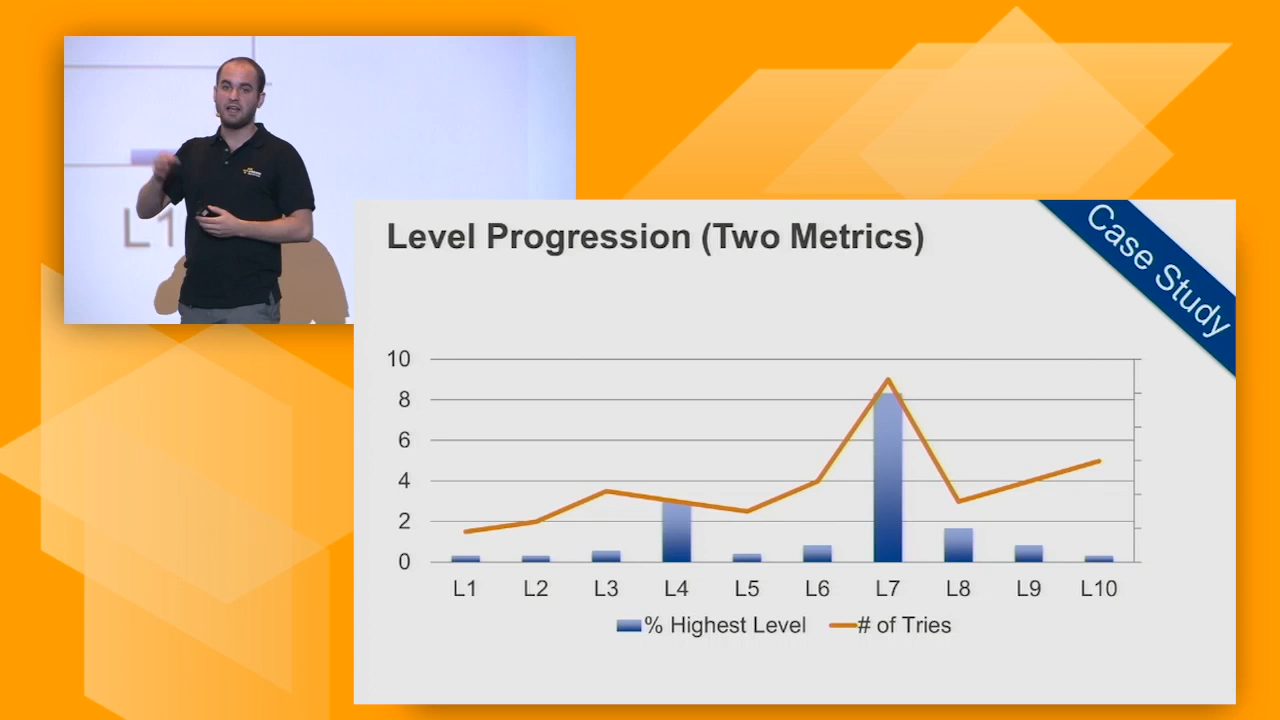 L1
Level Progression (Two Metrics)
Case Study
10
8
6
4
2
0
L1 L2 L3 L4 L5 L6 L7 L8 L9 L10
% Highest Level # of Tries